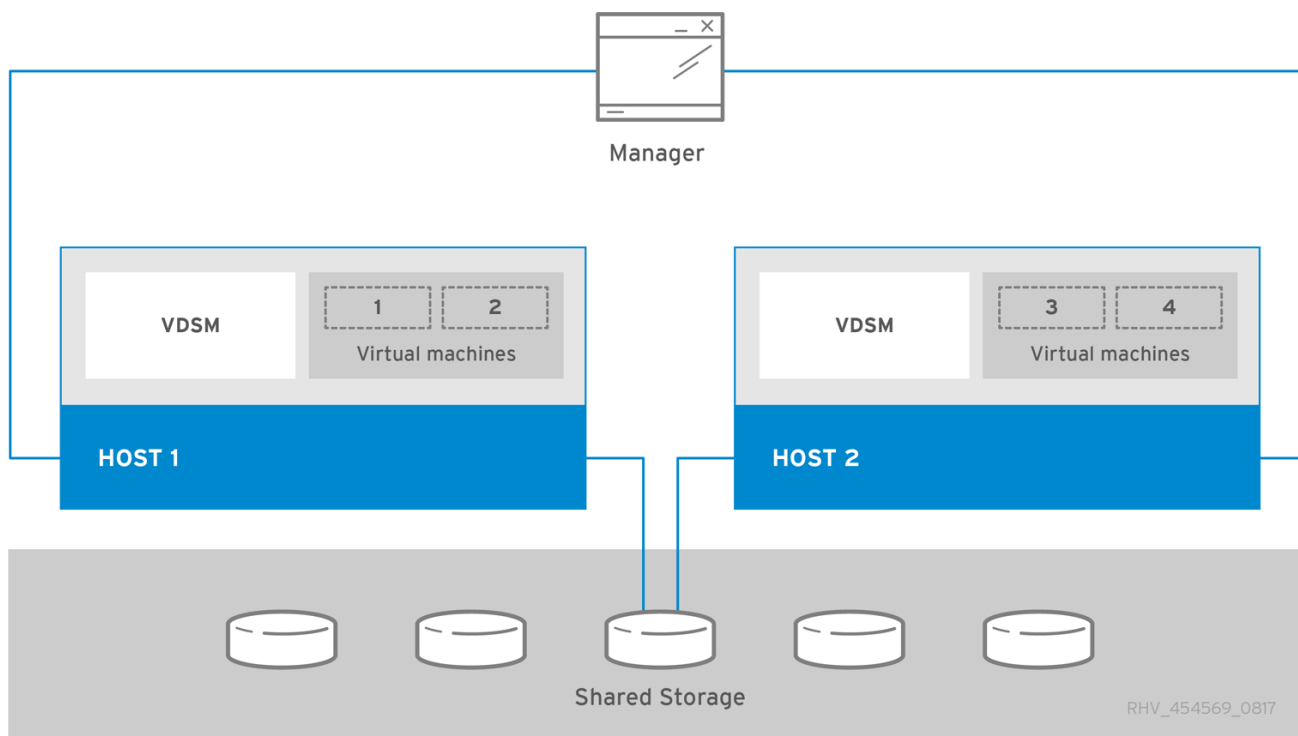 Manager
VDSM
1
2
Virtual machines
HOST 1
VDSM
3
4
Virtual machines
HOST 2
Shared Storage
RHV_454569_0817